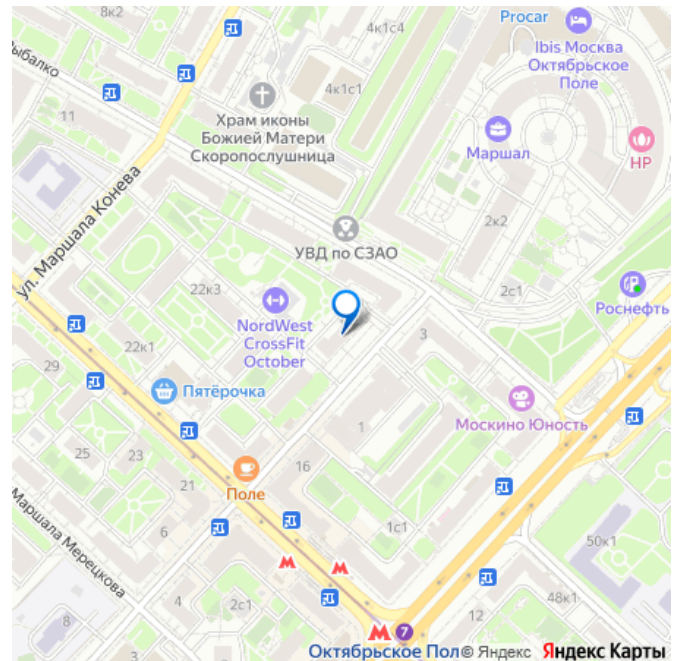 4к1с4
Procar
8к2
Ibis Москва
Октябрьское
Поле
ыбалко
4к1с1
11
Храм иконы
Божией Матери
Скоропослушница
Маршал
HP
ул. Маршала Конева
2к2
УВД по СЗАО
22к3
2с1
Роснефть
NordWest
CrossFit
October
3
22к1
29
Пятёрочка
Москино Юность
1
25
23
16
21
Поле
Маршала Мерецкова
6
1с1
50к1
4
2с1
48к1
8
12
7
Октябрьское Пол
© Яндекс Яндекс Карты